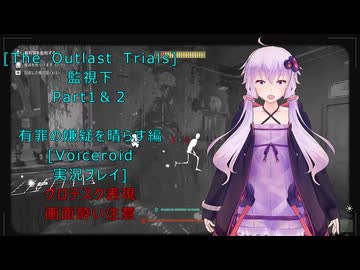 [The Outlast Trials]
監視下
Part1＆2
有罪の嫌疑を晴らす編
[Voiceroid
実況プレイ]
グロテスク表現
画面酔い注意